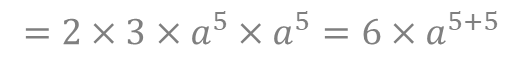 = 2 × 3 × a⁵ × a⁵ = 6 × a⁵⁺⁵